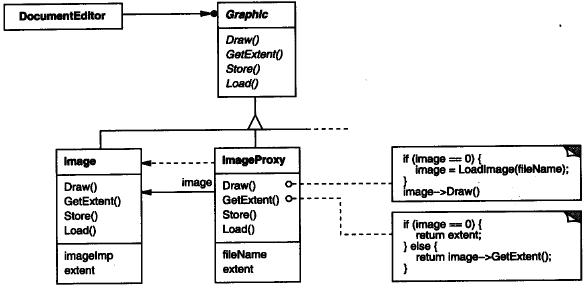 DocumentEditor
Graphic
Draw()
GetExtent()
Store()
Load()
Image
Draw()
GetExtent()
Store()
Load()
imageImp
extent
image
ImageProxy
Draw()
GetExtent()
Store()
Load()
fileName
extent
if (image == 0) {
image = LoadImage(fileName);
}
image->Draw()
if (image == 0) {
return extent;
} else {
return image->GetExtent();
}